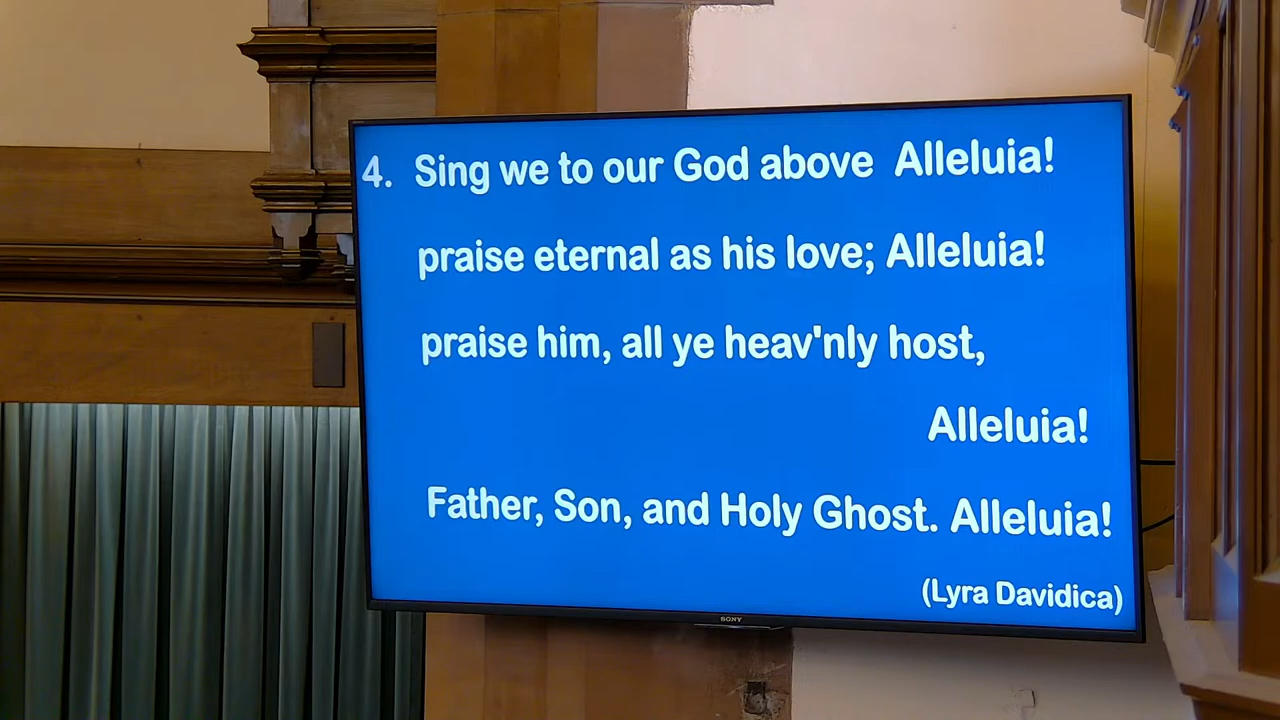 4. Sing we to our God above Alleluia!
praise eternal as his love; Alleluia!
praise him, all ye heav'nly host,
Alleluia!
Father, Son, and Holy Ghost. Alleluia!
(Lyra Davidica)
SONY